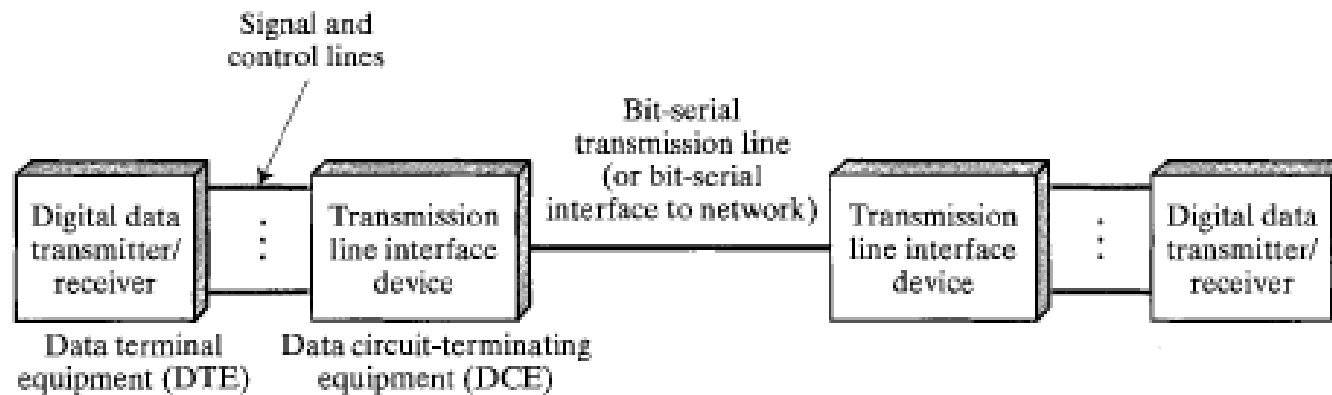 Signal and
control lines
Bit-serial
transmission line
(or bit-serial
interface to network)
Digital data
transmitter/
receiver
Transmission
line interface
device
Transmission
line interface
device
Digital data
transmitter/
receiver
Data terminal
equipment (DTE)
Data circuit-terminating
equipment (DCE)